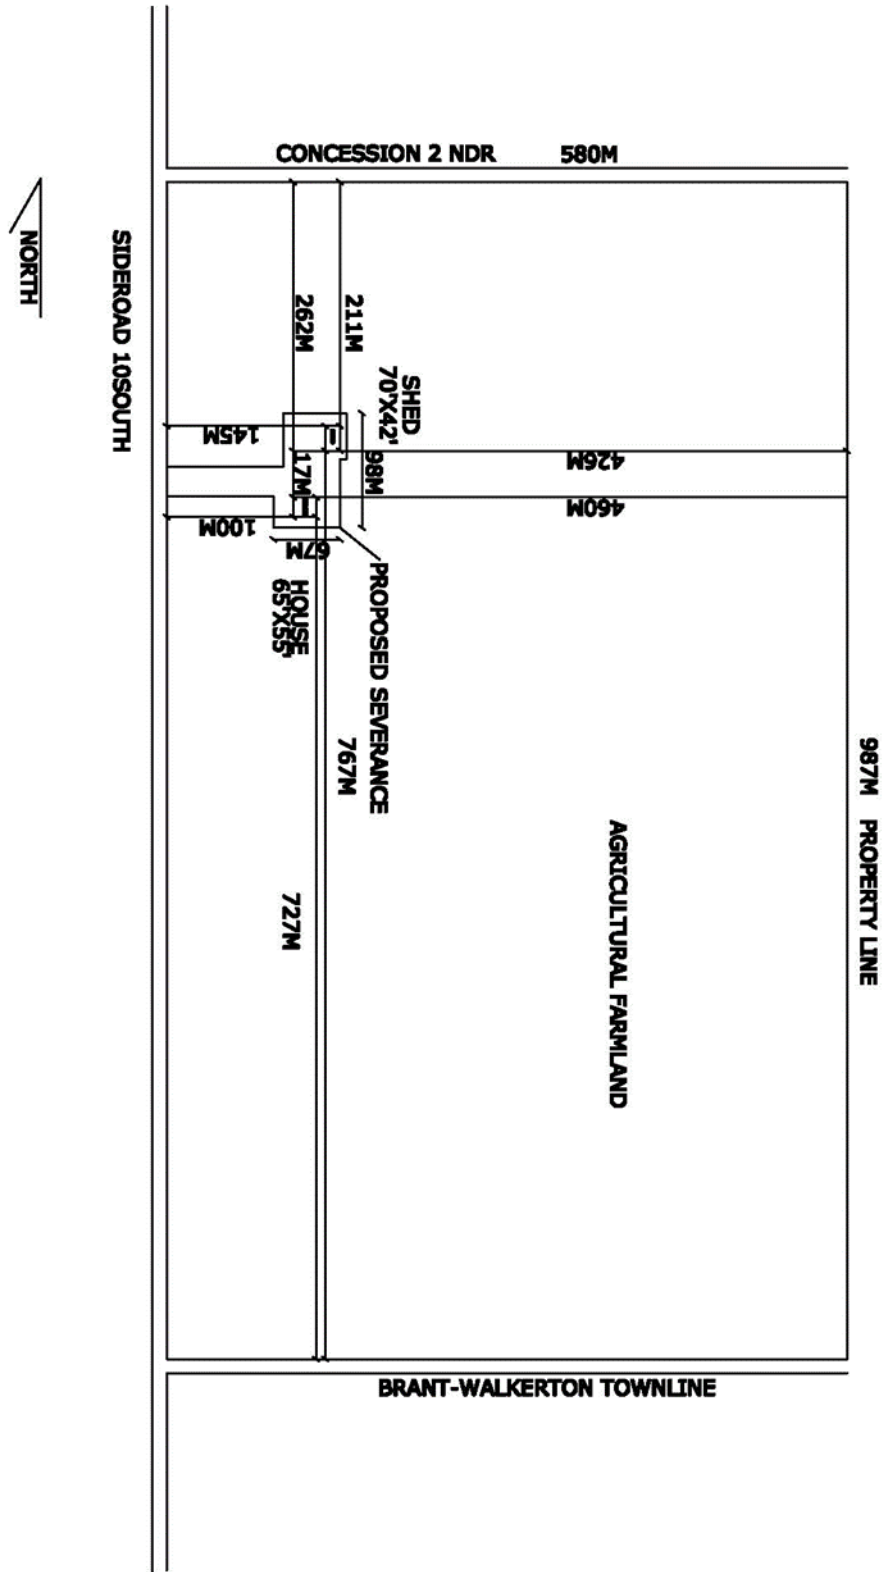 CONCESSION 2 NDR 580M
NORTH
SIDEROAD 10SOUTH
262M
211M
SHED
70'X42'
145M
17M
98M
426M
460M
100M
67M
HOUSE
65'X55'
PROPOSED SEVERANCE
767M
727M
AGRICULTURAL FARMLAND
987M PROPERTY LINE
BRANT-WALKERTON TOWNLINE